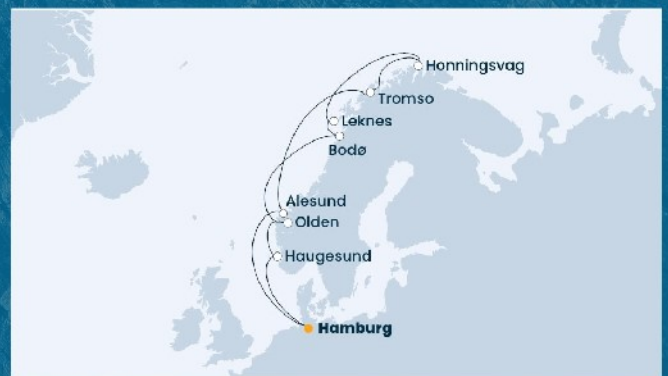 Honningsvag
Tromso
Leknes
Bodø
Alesund
Olden
Haugesund
Hamburg